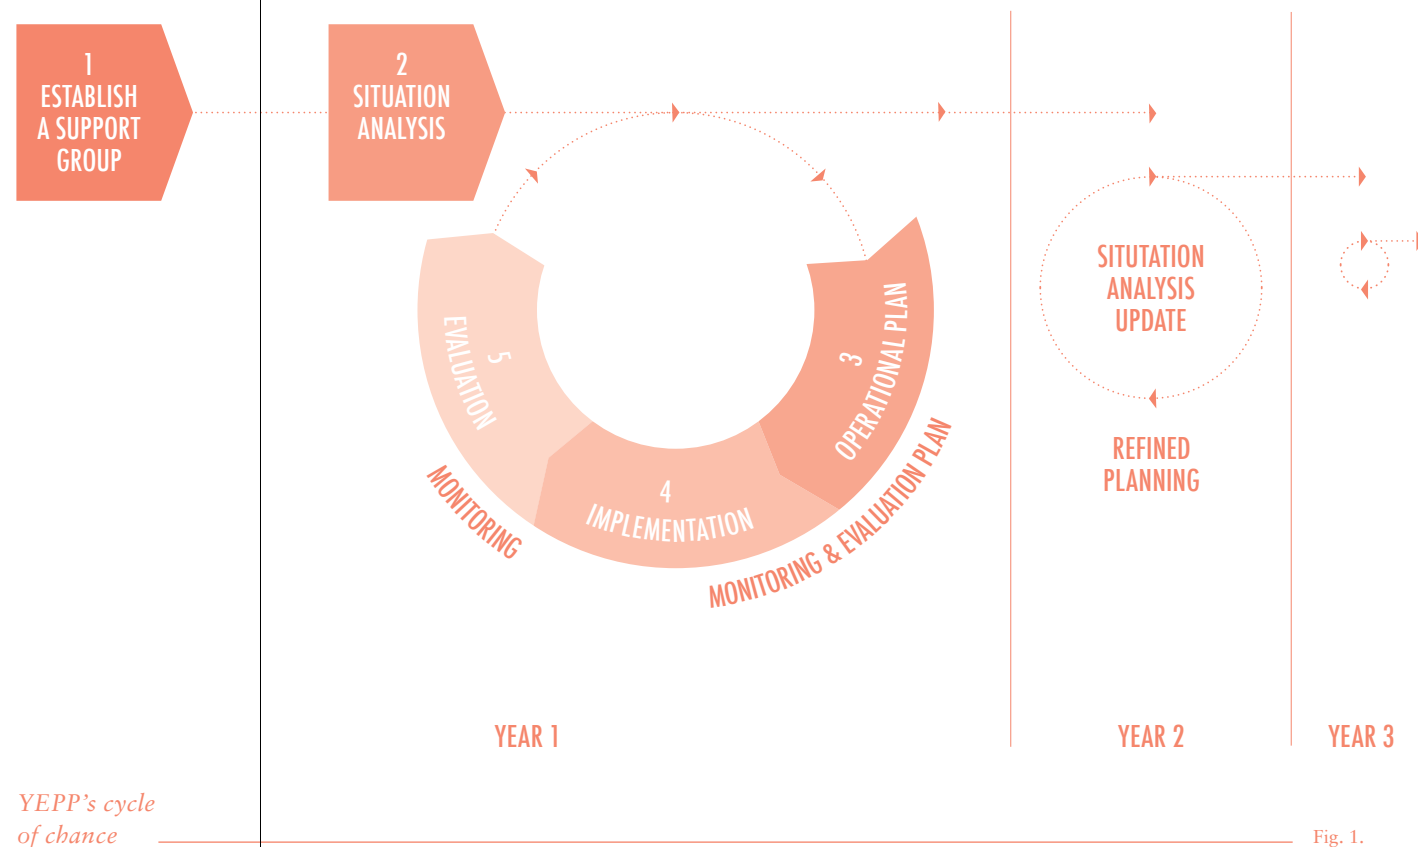 1
ESTABLISH
A SUPPORT
GROUP
2
SITUATION
ANALYSIS
3
OPERATIONAL PLAN
4
IMPLEMENTATION
5
EVALUATION
MONITORING
MONITORING & EVALUATION PLAN
SITUTATION
ANALYSIS
UPDATE
REFINED
PLANNING
YEAR 1
YEAR 2
YEAR 3
YEPP's cycle
of chance
Fig. 1.